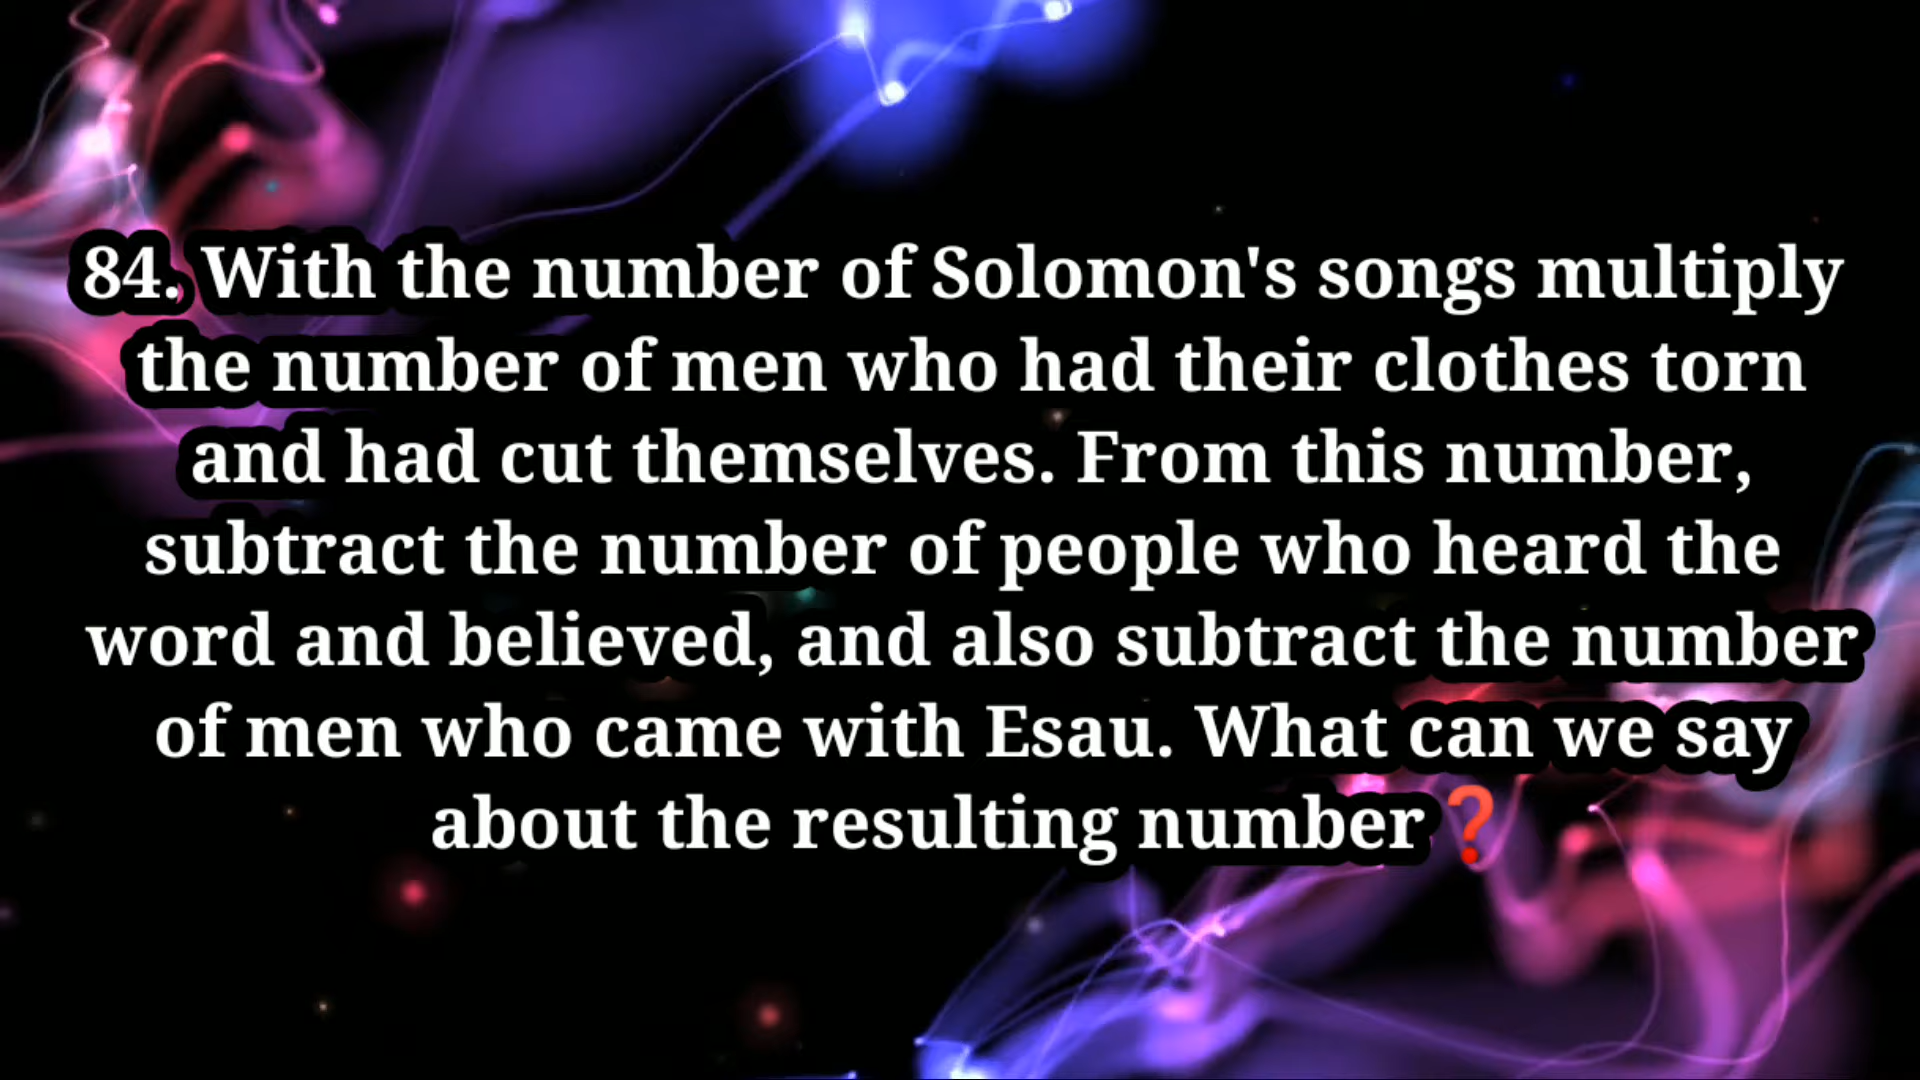 84. With the number of Solomon's songs multiply
the number of men who had their clothes torn
and had cut themselves. From this number,
subtract the number of people who heard the
word and believed, and also subtract the number
of men who came with Esau. What can we say
about the resulting number❓